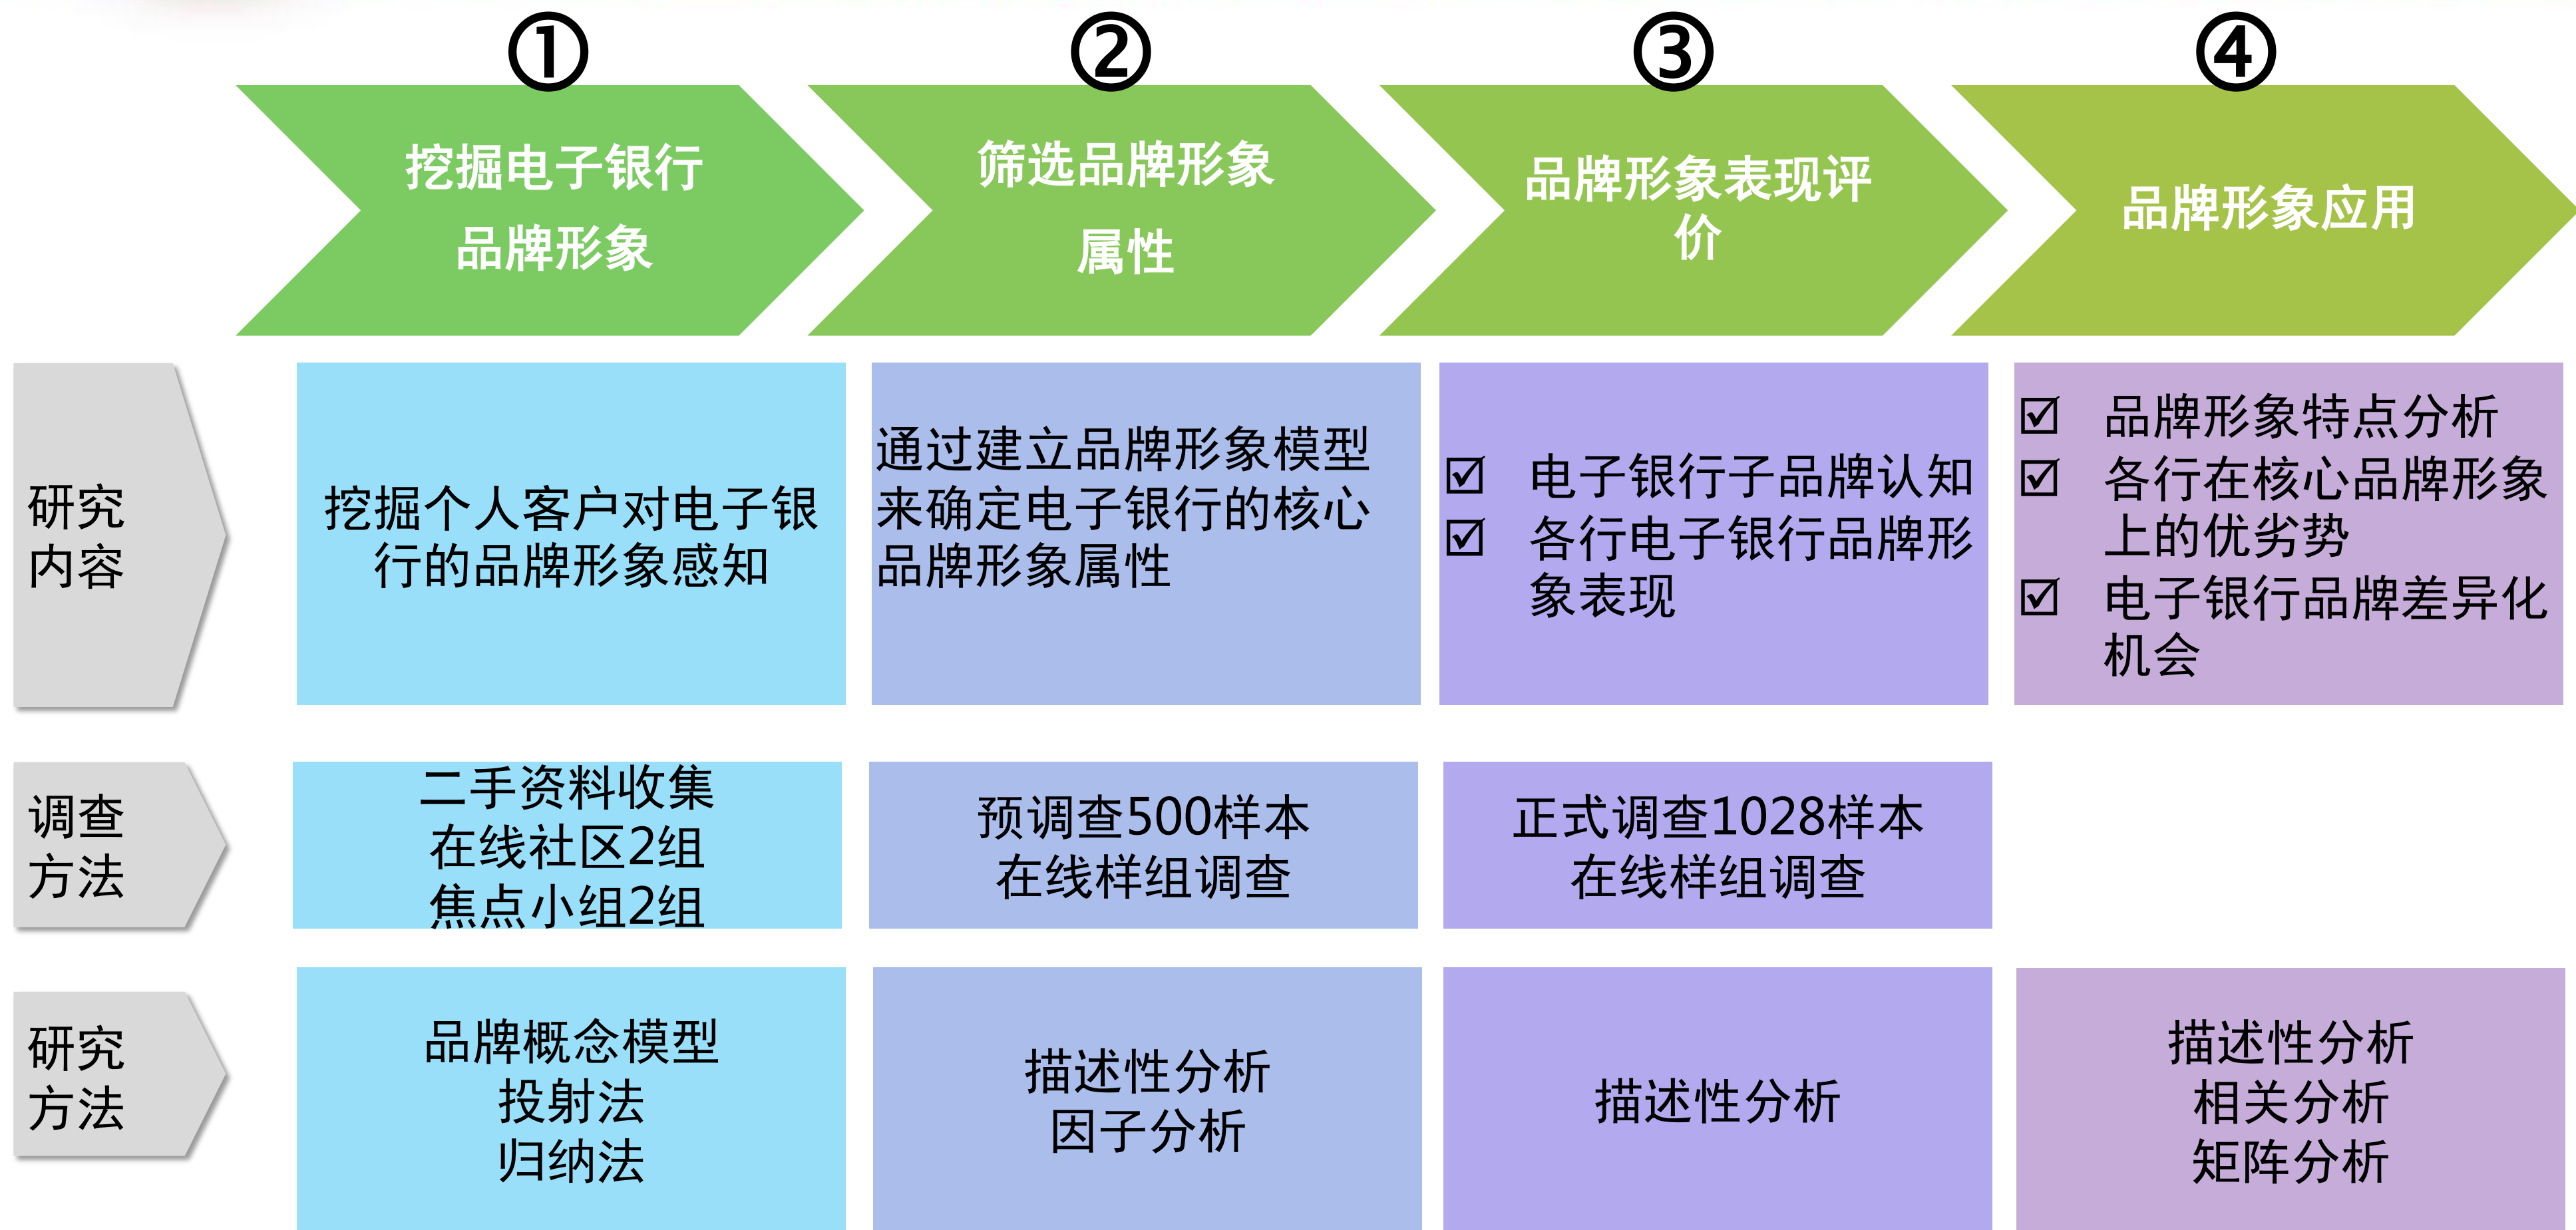 ①
②
③
④
挖掘电子银行
品牌形象
筛选品牌形象
属性
品牌形象表现评
价
品牌形象应用
研究
内容
挖掘个人客户对电子银
行的品牌形象感知
通过建立品牌形象模型
来确定电子银行的核心
品牌形象属性
☑ 电子银行子品牌认知
☑ 各行电子银行品牌形
象表现
☑ 品牌形象特点分析
☑ 各行在核心品牌形象
上的优劣势
☑ 电子银行品牌差异化
机会
调查
方法
二手资料收集
在线社区2组
焦点小组2组
预调查500样本
在线样组调查
正式调查1028样本
在线样组调查
研究
方法
品牌概念模型
投射法
归纳法
描述性分析
因子分析
描述性分析
描述性分析
相关分析
矩阵分析